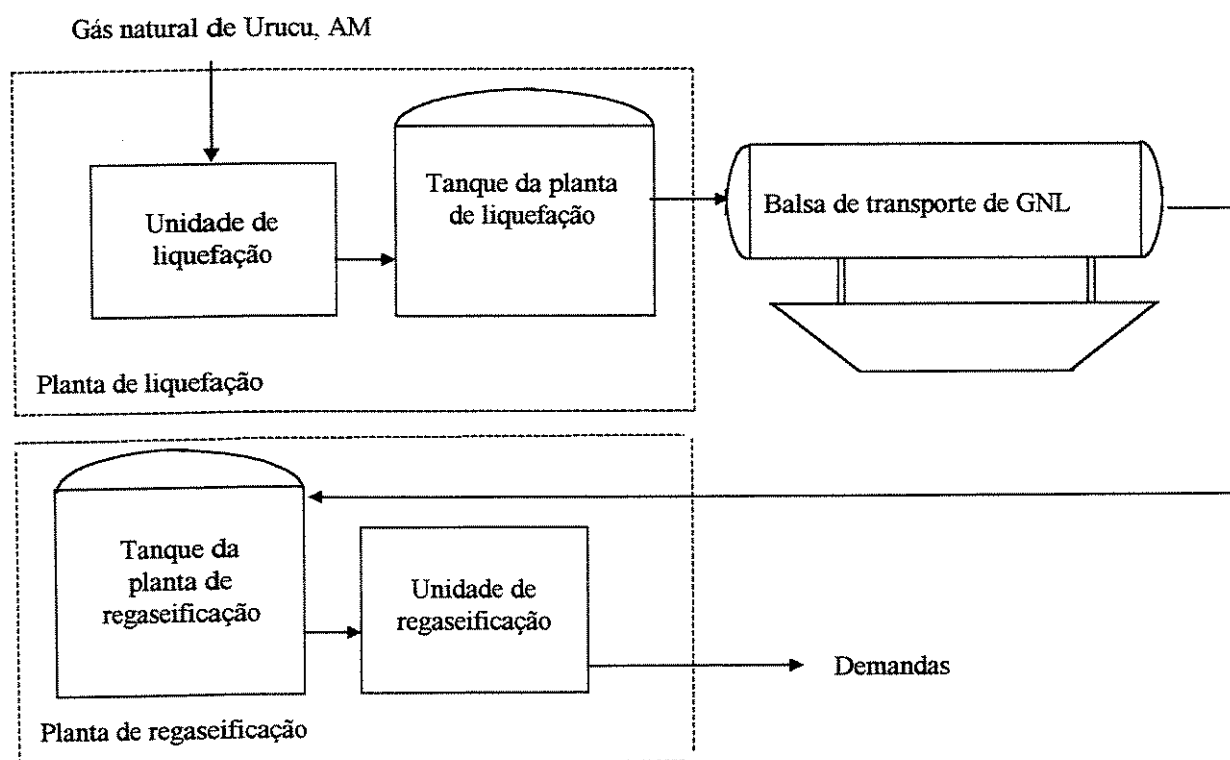 Gás natural de Urucu, AM
Unidade de
liquefação
Tanque da planta
de liquefação
Balsa de transporte de GNL
Planta de liquefação
Tanque da
planta de
regaseificação
Unidade de
regaseificação
Demandas
Planta de regaseificação